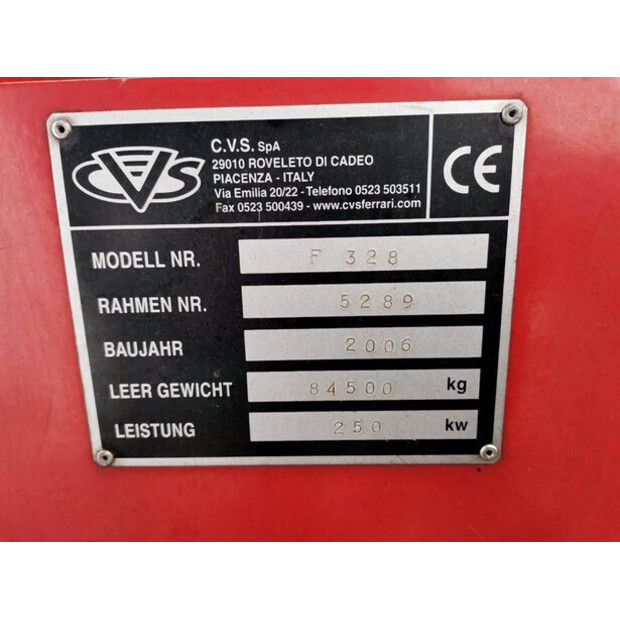 CVS
C.V.S. SpA
29010 ROVELETO DI CADEO
PIACENZA - ITALY
Via Emilia 20/22 - Telefono 0523 503511
Fax 0523 500439 - www.cvsferrari.com
CE
MODELL NR. F 328
RAHMEN NR. 5289
BAUJAHR 2006
LEER GEWICHT 84500 kg
LEISTUNG 250 kw